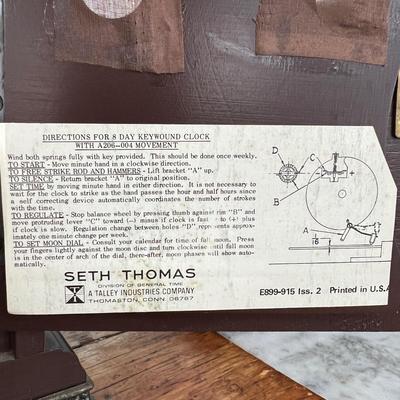 DIRECTIONS FOR 8 DAY KEYWOUND CLOCK
WITH A206-004 MOVEMENT
Wind both springs fully with key provided. This should be done once weekly.
TO START - Move minute hand in a clockwise direction.
TO FREE STRIKE ROD AND HAMMERS - Lift bracket "A" up.
TO SILENCE - Return bracket "A" to original position.
SET TIME by moving minute hand in either direction. It is not necessary to
wait for the clock to strike as the hand passes the hour and half hours since
a self correcting device automatically coordinates the number of strokes
with the time.
TO REGULATE - Stop balance wheel by pressing thumb against rim "B" and
move protruding lever "C" toward (-) minus if clock is fast to (+) plus
if clock is slow. Regulation change between holes "D" represents approx-
imately one minute change per week.
TO SET MOON DIAL - Consult your calendar for time of full moon. Press
your fingers lightly against the moon disc and turn clockwise until full moon
is in the center of arch of the dial, there-after, moon phases will show auto-
matically.
SETH THOMAS
DIVISION OF GENERAL TIME
A TALLEY INDUSTRIES COMPANY
THOMASTON, CONN 06787
D
C
B
- +
A
E899-915 Iss. 2 Printed in U.S.A